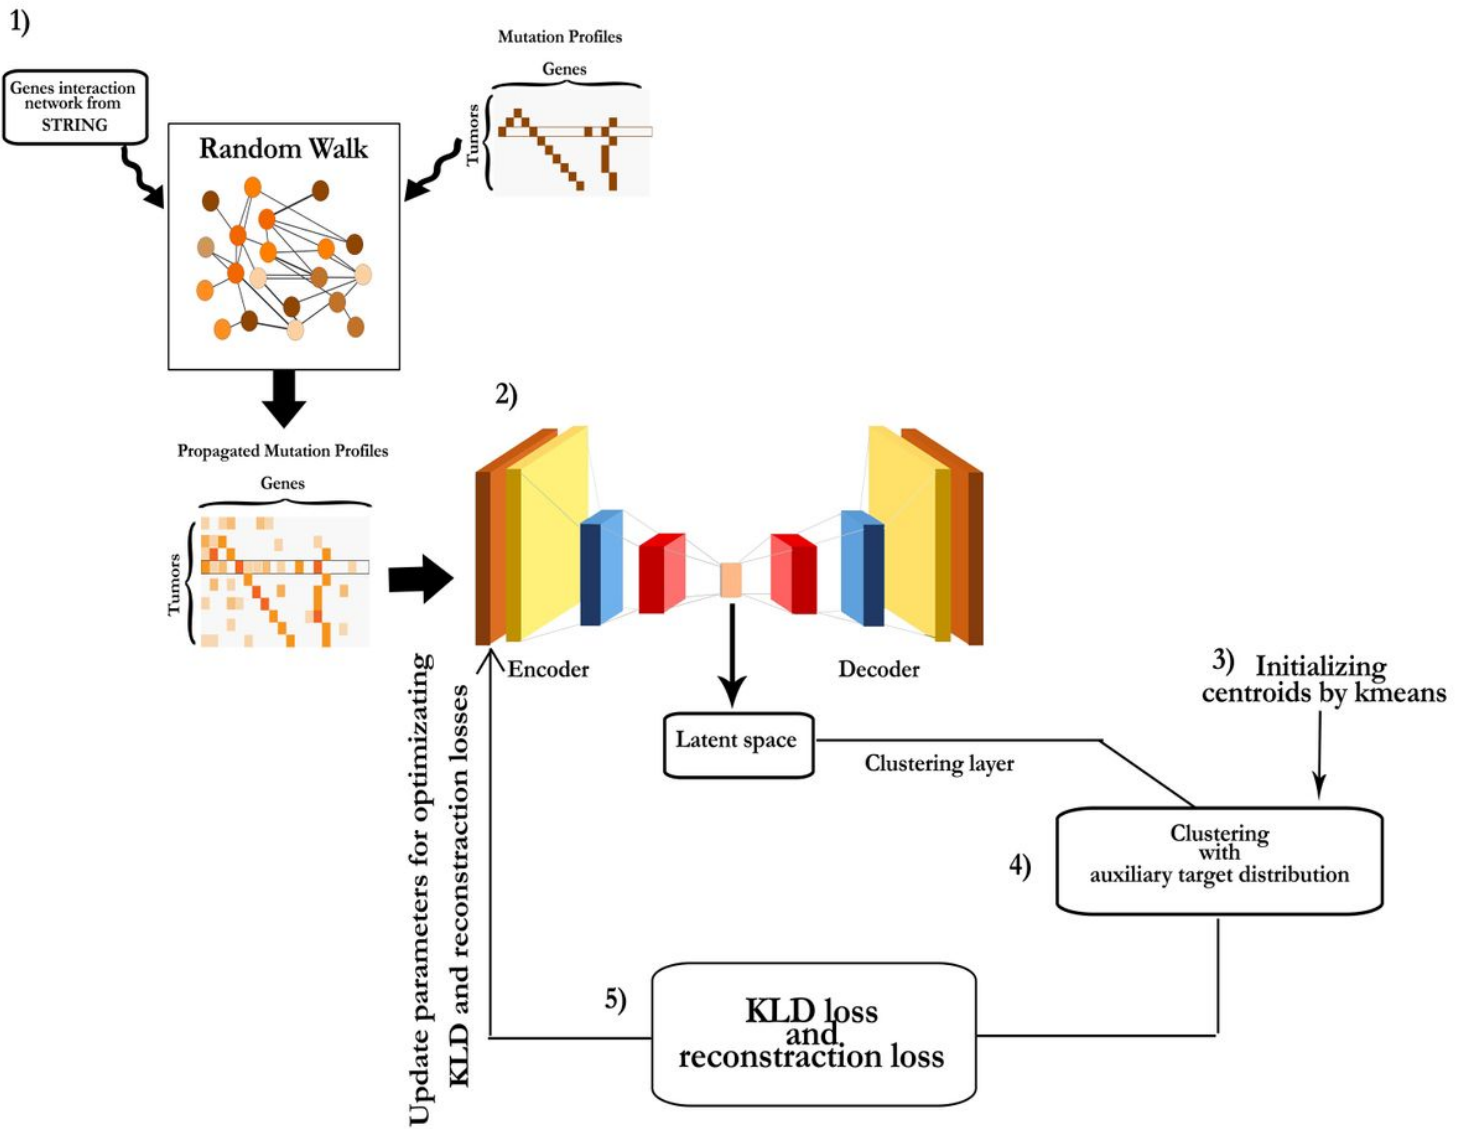 1)
Genes interaction
network from
STRING
Mutation Profiles
Genes
Tumors
Random Walk
Propagated Mutation Profiles
Genes
Tumors
2)
Encoder
Decoder
Latent space
Clustering layer
3) Initializing
centroids by kmeans
4)
Clustering
with
auxiliary target distribution
5)
KLD loss
and
reconstraction loss
Update parameters for optimizating
KLD and reconstraction losses